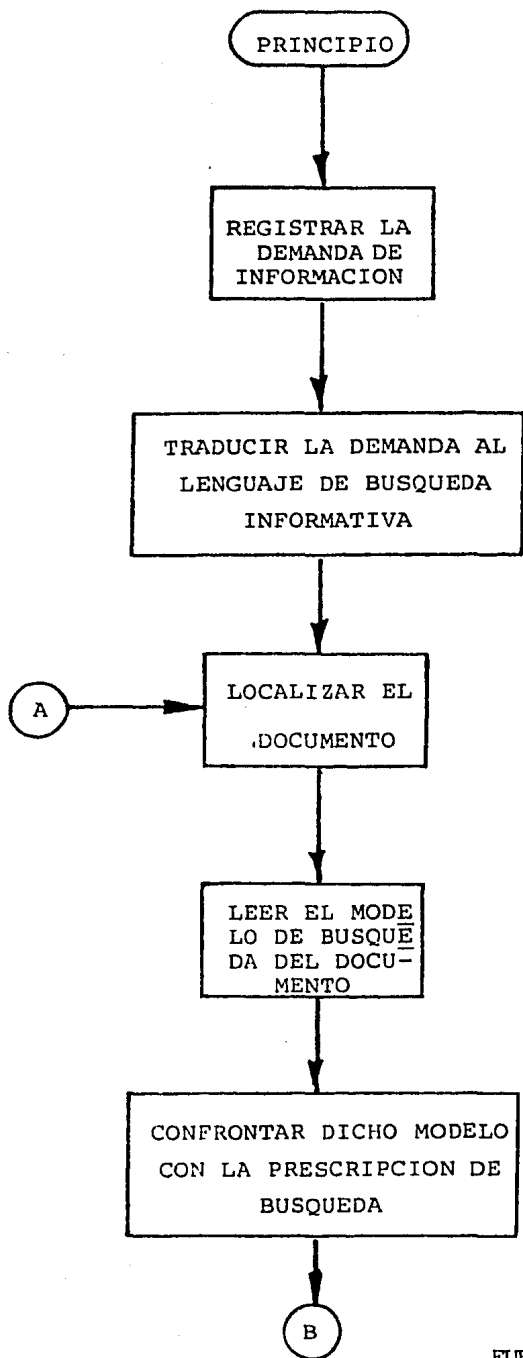 PRINCIPIO
REGISTRAR LA
DEMANDA DE
INFORMACION
TRADUCIR LA DEMANDA AL
LENGUAJE DE BUSQUEDA
INFORMATIVA
A
LOCALIZAR EL
DOCUMENTO
LEER EL MODE
LO DE BUSQUE
DA DEL DOCU-
MENTO
CONFRONTAR DICHO MODELO
CON LA PRESCRIPCION DE
BUSQUEDA
B